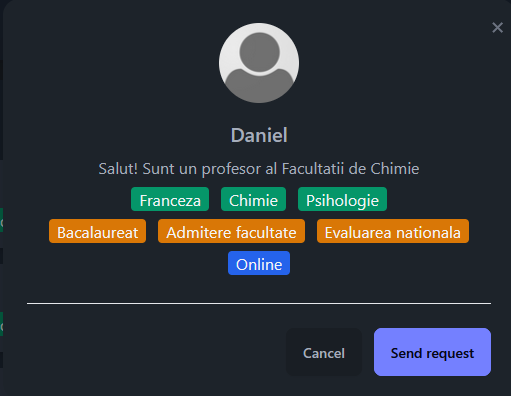 Daniel
Salut! Sunt un profesor al Facultatii de Chimie
Franceza Chimie Psihologie
Bacalaureat Admitere facultate Evaluarea nationala
Online
Cancel Send request